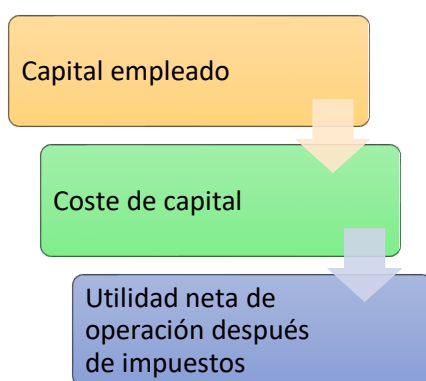 Capital empleado
Coste de capital
Utilidad neta de
operación después
de impuestos